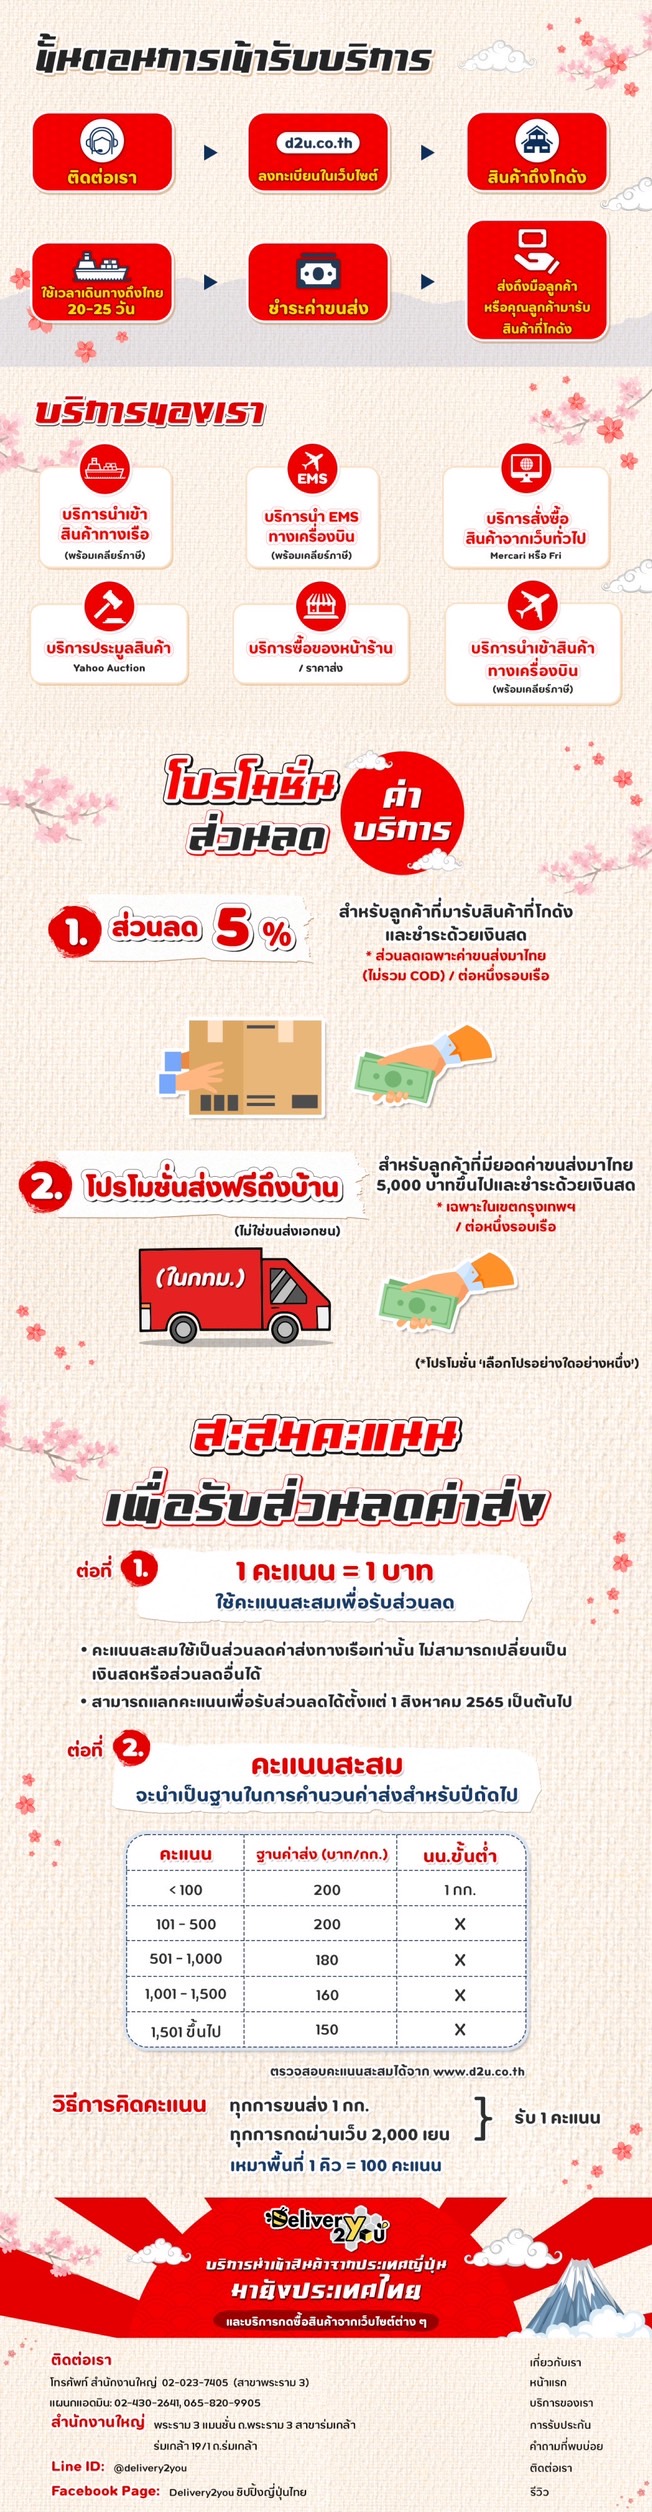 ขั้นตอนการเข้ารับบริการ
ติดต่อเรา
d2u.co.th
ลงทะเบียนในเว็บไซต์
สินค้าถึงโกดัง
ใช้เวลาเดินทางถึงไทย
20-25 วัน
ชำระค่าขนส่ง
ส่งถึงมือลูกค้า
หรือคุณลูกค้ามารับ
สินค้าที่โกดัง
บริการของเรา
บริการนำเข้า
สินค้าทางเรือ
(พร้อมเคลียร์ภาษี)
EMS
บริการนำ EMS
ทางเครื่องบิน
(พร้อมเคลียร์ภาษี)
บริการสั่งซื้อ
สินค้าจากเว็บทั่วไป
Mercari หรือ Fri
บริการประมูลสินค้า
Yahoo Auction
บริการซื้อของหน้าร้าน
/ ราคาส่ง
บริการนำเข้าสินค้า
ทางเครื่องบิน
(พร้อมเคลียร์ภาษี)
โปรโมชั่น
ส่วนลด
ค่า
บริการ
1. ส่วนลด 5 %
สำหรับลูกค้าที่มารับสินค้าที่โกดัง
และชำระด้วยเงินสด
* ส่วนลดเฉพาะค่าขนส่งมาไทย
(ไม่รวม COD) / ต่อหนึ่งรอบเรือ
2. โปรโมชั่นส่งฟรีถึงบ้าน
(ไม่ใช่ขนส่งเอกชน)
สำหรับลูกค้าที่มียอดค่าขนส่งมาไทย
5,000 บาทขึ้นไปและชำระด้วยเงินสด
* เฉพาะในเขตกรุงเทพฯ
/ ต่อหนึ่งรอบเรือ
(ในกทม.)
(*โปรโมชั่น ‘เลือกโปรอย่างใดอย่างหนึ่ง’)
สะสมคะแนน
เพื่อรับส่วนลดค่าส่ง
ต่อที่ 1.
1 คะแนน = 1 บาท
ใช้คะแนนสะสมเพื่อรับส่วนลด
• คะแนนสะสมใช้เป็นส่วนลดค่าส่งทางเรือเท่านั้น ไม่สามารถเปลี่ยนเป็น
เงินสดหรือส่วนลดอื่นได้
• สามารถแลกคะแนนเพื่อรับส่วนลดได้ตั้งแต่ 1 สิงหาคม 2565 เป็นต้นไป
ต่อที่ 2.
คะแนนสะสม
จะนำเป็นฐานในการคำนวนค่าส่งสำหรับปีถัดไป
คะแนน ฐานค่าส่ง (บาท/กก.) นน.ขั้นต่ำ
< 100 200 1 กก.
101 - 500 200 X
501 - 1,000 180 X
1,001 - 1,500 160 X
1,501 ขึ้นไป 150 X
ตรวจสอบคะแนนสะสมได้จาก www.d2u.co.th
วิธีการคิดคะแนน
ทุกการขนส่ง 1 กก.
ทุกการกดผ่านเว็บ 2,000 เยน
} รับ 1 คะแนน
เหมาพื้นที่ 1 คิว = 100 คะแนน
Delivery
2you
บริการนำเข้าสินค้าจากประเทศญี่ปุ่น
มายังประเทศไทย
และบริการกดซื้อสินค้าจากเว็บไซต์ต่าง ๆ
ติดต่อเรา
โทรศัพท์ สำนักงานใหญ่ 02-023-7405 (สาขาพระราม 3)
แผนกแอดมิน: 02-430-2641, 065-820-9905
สำนักงานใหญ่ พระราม 3 แมนชั่น ถ.พระราม 3 สาขาร่มเกล้า
ร่มเกล้า 19/1 ถ.ร่มเกล้า
Line ID: @delivery2you
Facebook Page: Delivery2you ชิปปิ้งญี่ปุ่นไทย
เกี่ยวกับเรา
หน้าแรก
บริการของเรา
การรับประกัน
คำถามที่พบบ่อย
ติดต่อเรา
รีวิว